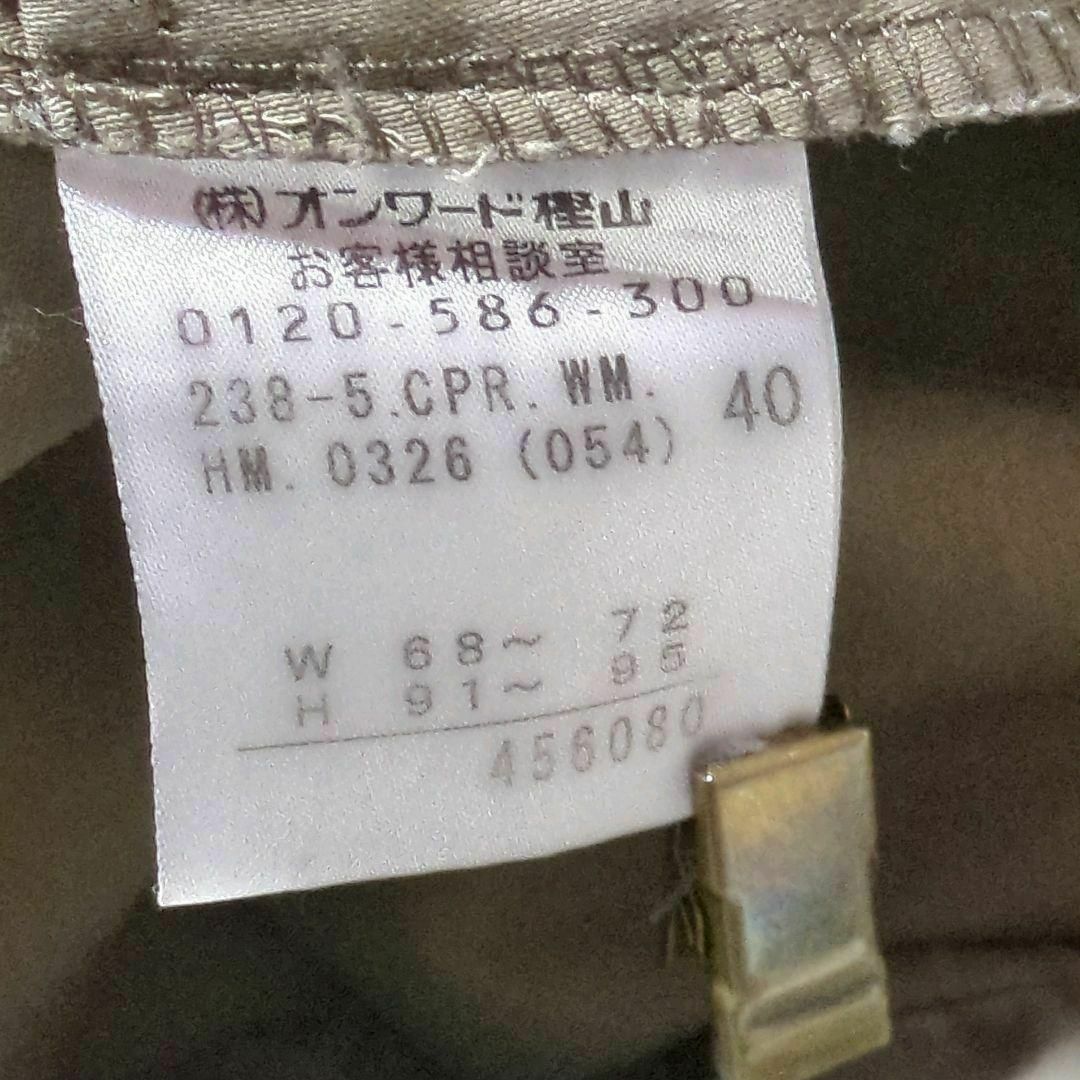 (株)オンワード樫山
お客様相談室
0120-586-300
238-5.CPR.WM. 40
HM. 0326 (054)
W 68~ 72
H 91~ 95
456080